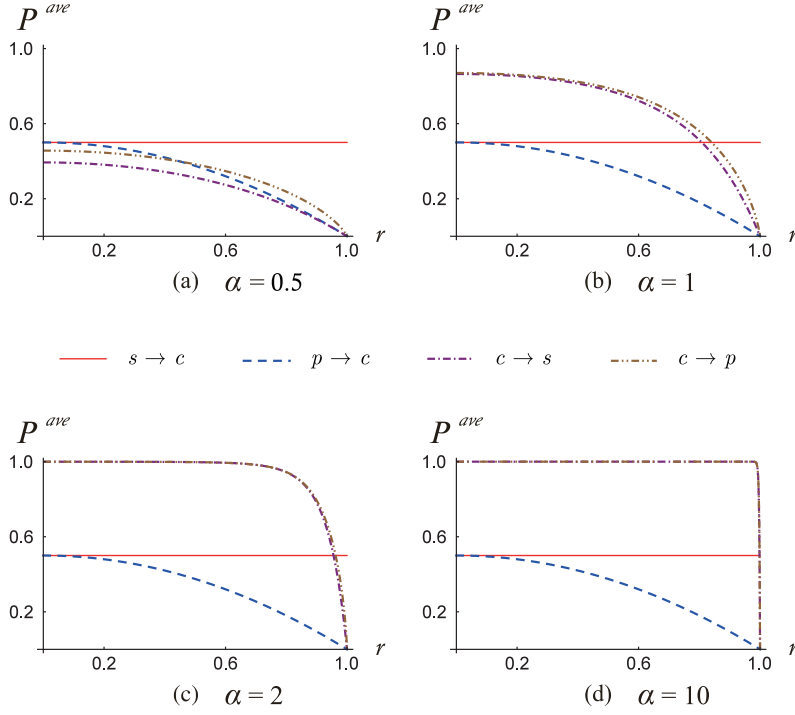 P ave
P ave
1.0
1.0
0.6
0.6
0.2
0.2
0.2 0.6 1.0 r
0.2 0.6 1.0 r
(a) α = 0.5
(b) α = 1
s → c p → c c → s c → p
P ave
P ave
1.0
1.0
0.6
0.6
0.2
0.2
0.2 0.6 1.0 r
0.2 0.6 1.0 r
(c) α = 2
(d) α = 10